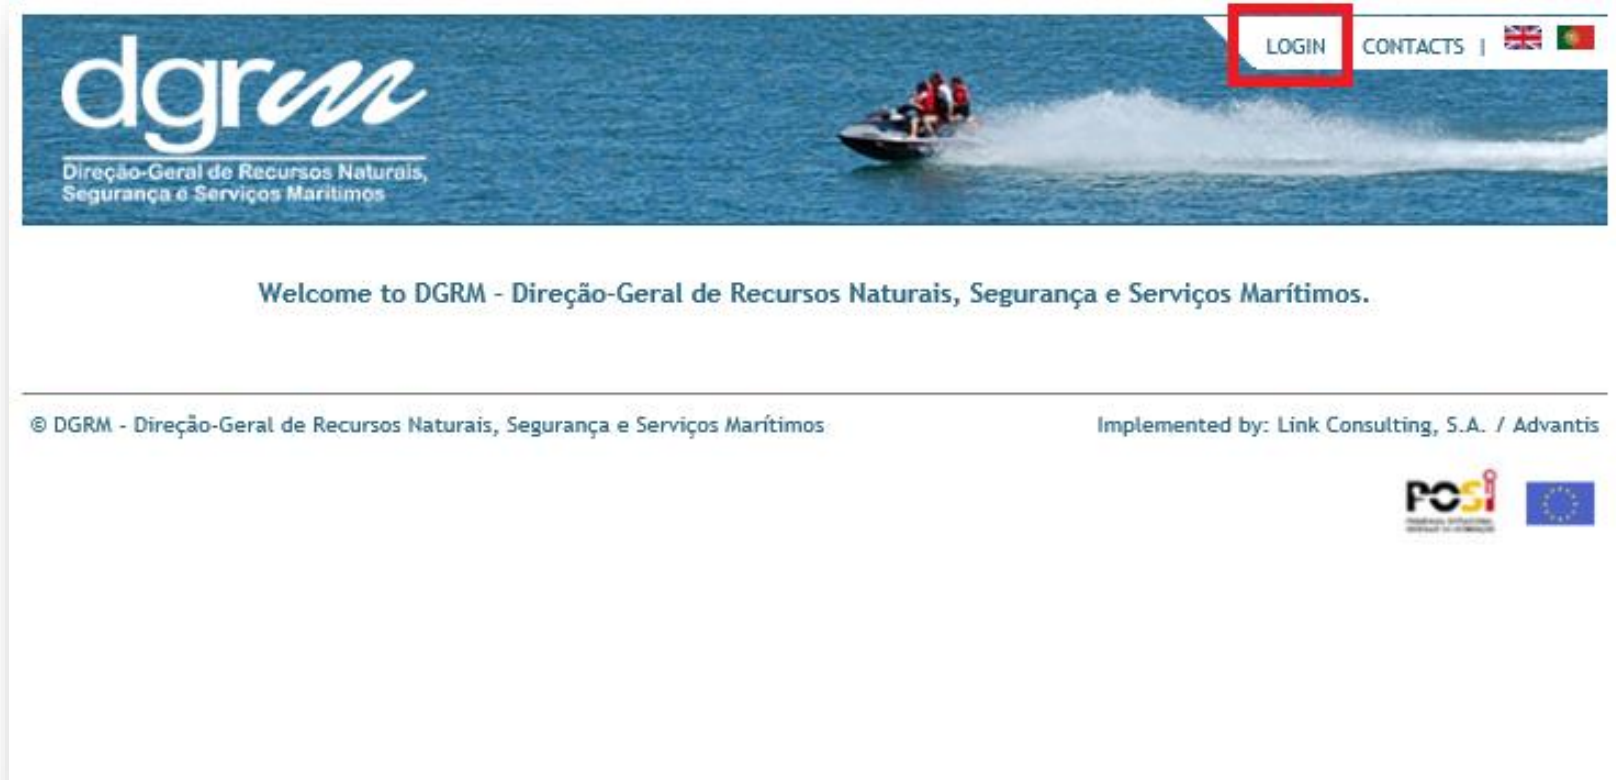 LOGIN CONTACTS |
dgrm
Direção-Geral de Recursos Naturais,
Segurança e Serviços Marítimos
Welcome to DGRM - Direção-Geral de Recursos Naturais, Segurança e Serviços Marítimos.
© DGRM - Direção-Geral de Recursos Naturais, Segurança e Serviços Marítimos
Implemented by: Link Consulting, S.A. / Advantis
POSi